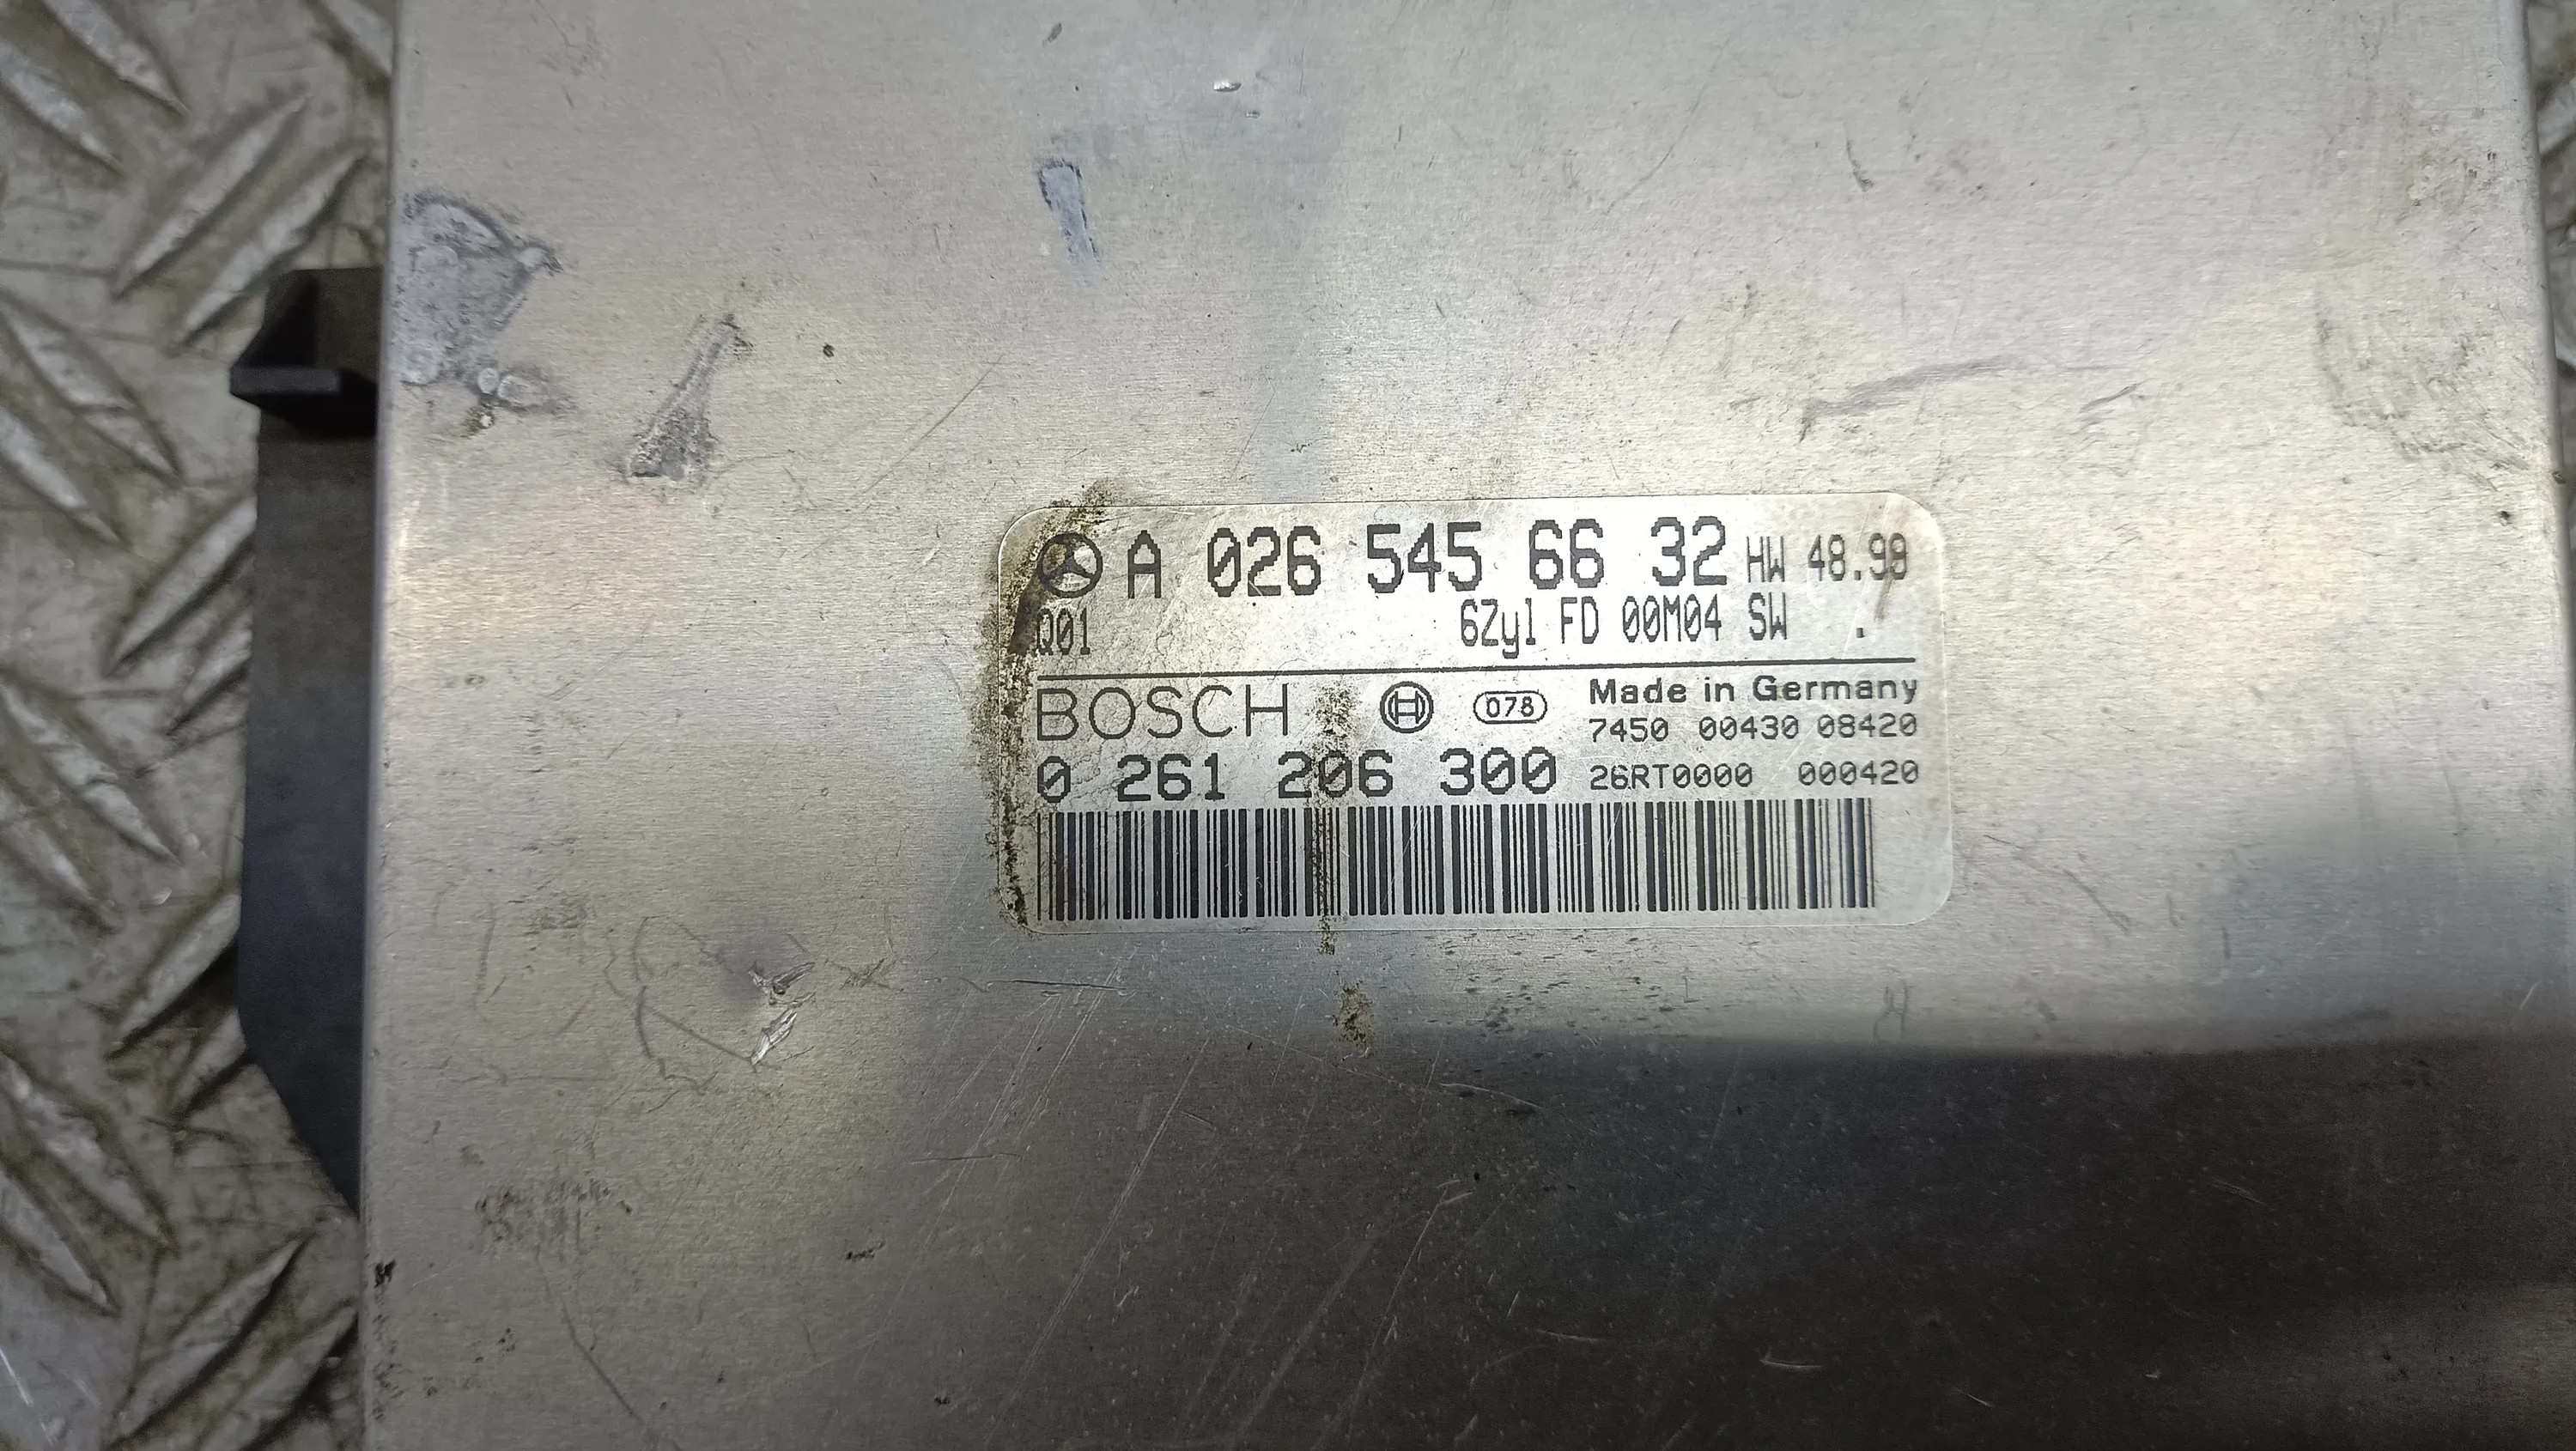 A 026 545 66 32 HW 48.98
Q01 6Zyl FD 00M04 SW .
BOSCH 078 Made in Germany
7450 00430 08420
0 261 206 300 26RT0000 000420